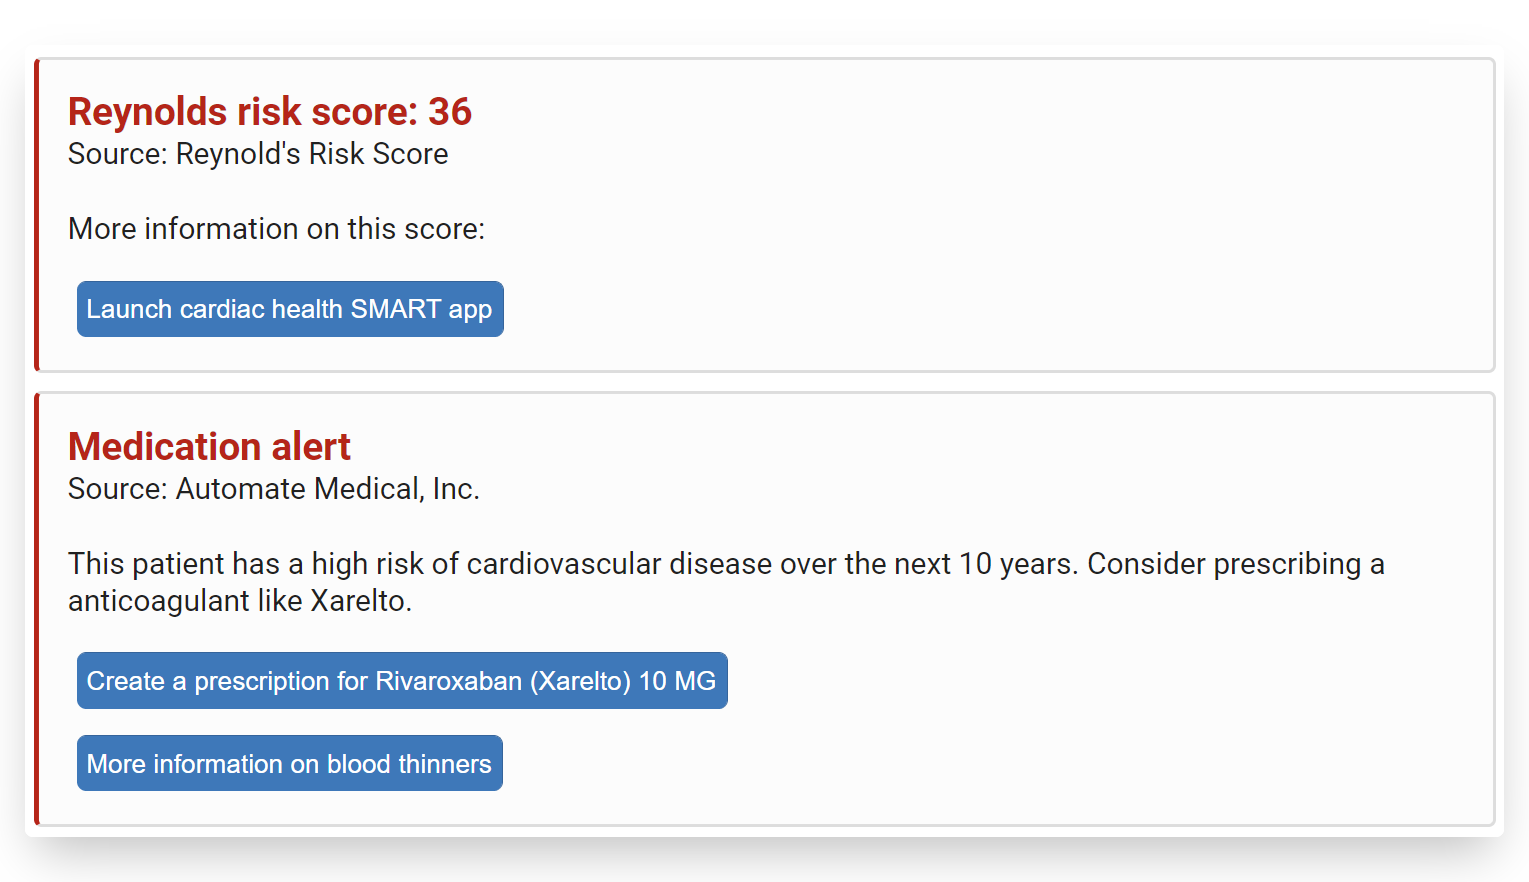 Reynolds risk score: 36
Source: Reynold's Risk Score
More information on this score:
Launch cardiac health SMART app
Medication alert
Source: Automate Medical, Inc.
This patient has a high risk of cardiovascular disease over the next 10 years. Consider prescribing a
anticoagulant like Xarelto.
Create a prescription for Rivaroxaban (Xarelto) 10 MG
More information on blood thinners